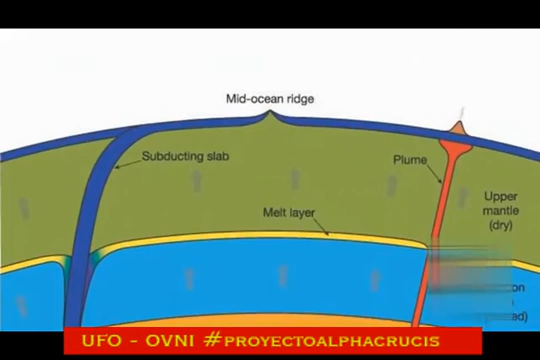 Mid-ocean ridge
Subducting slab
Plume
Melt layer
Upper
mantle
(dry)
UFO - OVNI #PROYECTOALPHACRUCIS